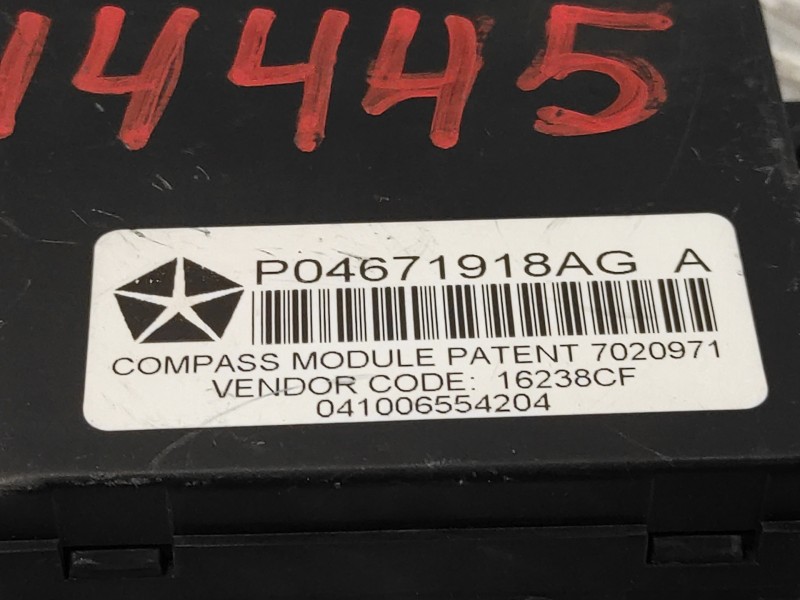 14445
P04671918AG A
COMPASS MODULE PATENT 7020971
VENDOR CODE: 16238CF
041006554204